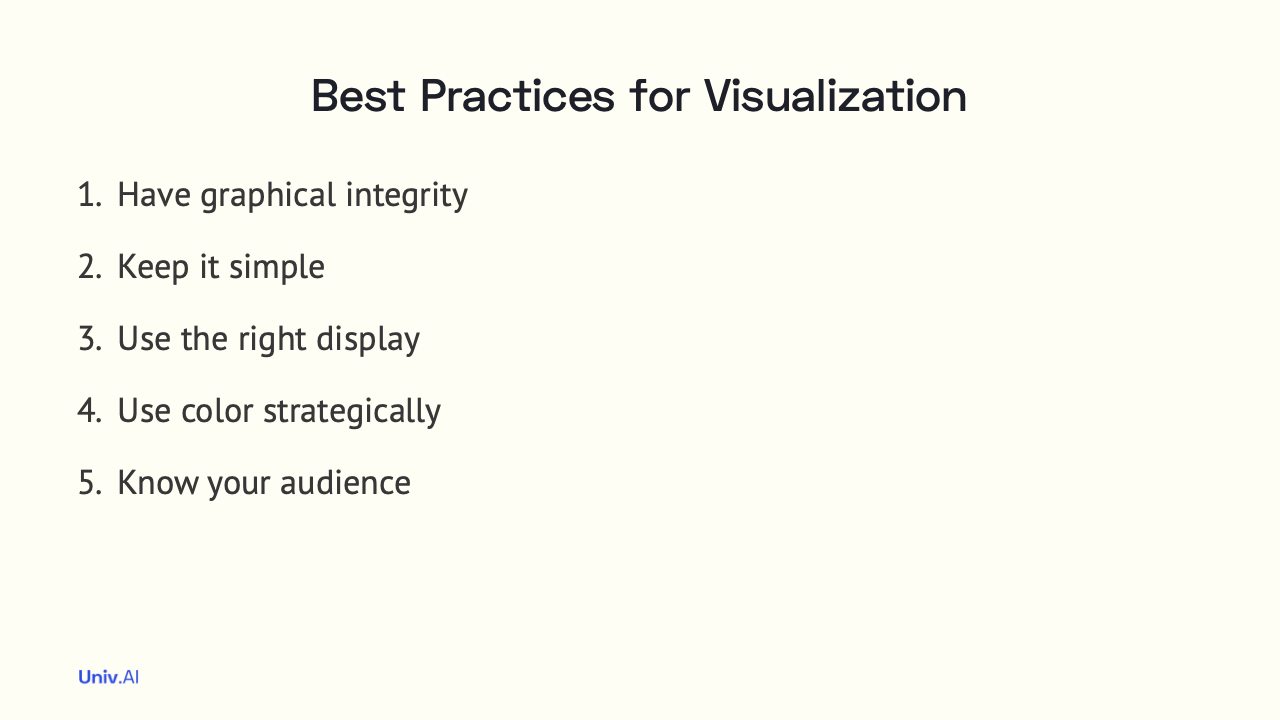 Best Practices for Visualization
1. Have graphical integrity
2. Keep it simple
3. Use the right display
4. Use color strategically
5. Know your audience
Univ.AI